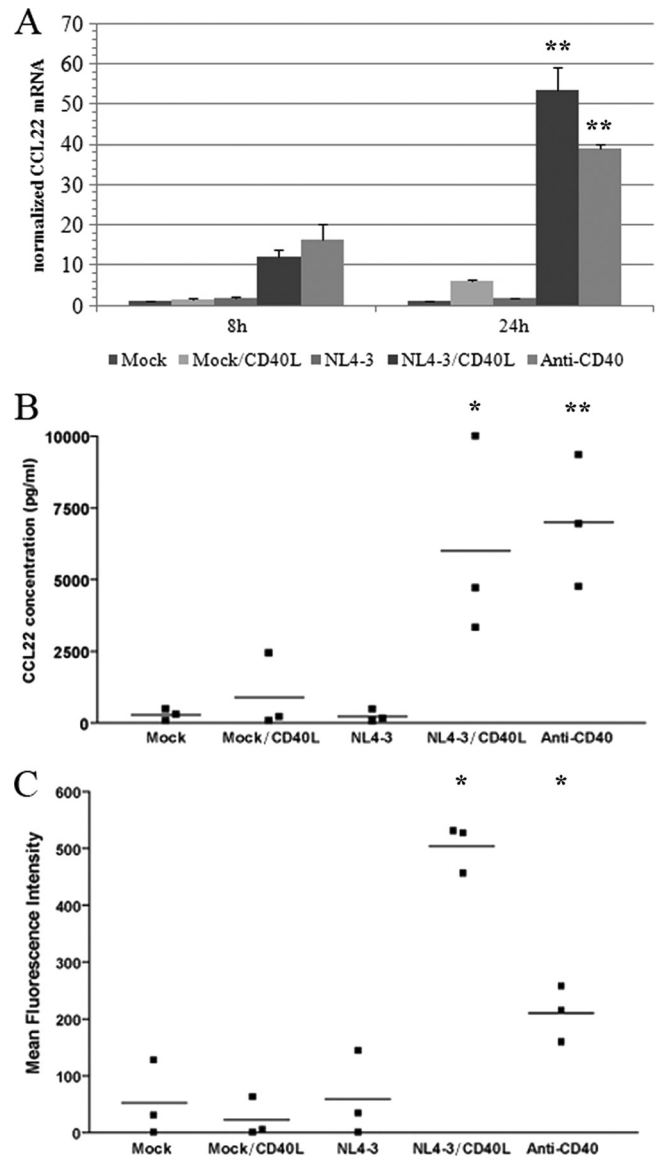 A
normalized CCL22 mRNA
70
60
50
40
30
20
10
0
**
**
8h
24h
Mock Mock/CD40L NL4-3 NL4-3/CD40L Anti-CD40
B
CCL22 concentration (pg/ml)
10000
7500
5000
2500
0
*
**
Mock Mock/CD40L NL4-3 NL4-3/CD40L Anti-CD40
C
Mean Fluorescence Intensity
600
500
400
300
200
100
0
*
*
Mock Mock/CD40L NL4-3 NL4-3/CD40L Anti-CD40